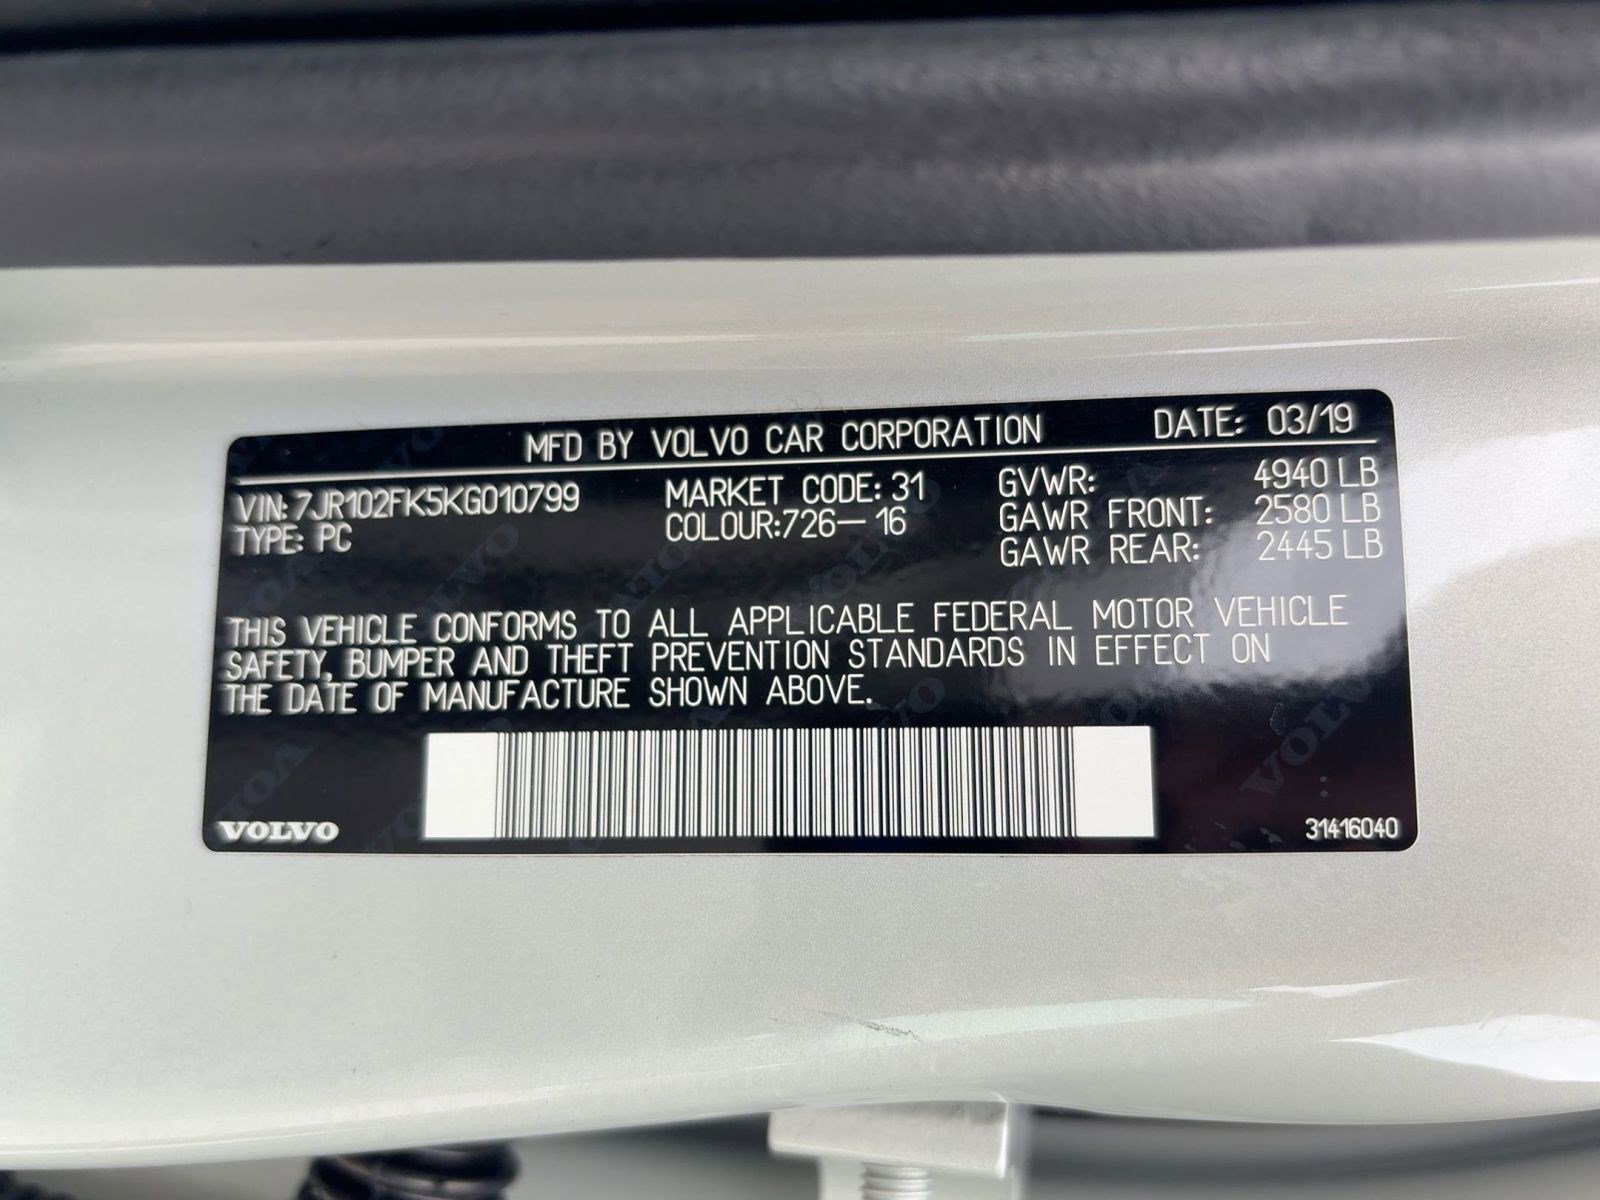 MFD BY VOLVO CAR CORPORATION DATE: 03/19
VIN: 7JR102FK5KG010799 MARKET CODE: 31 GVWR: 4940 LB
TYPE: PC COLOUR:726-16 GAWR FRONT: 2580 LB
GAWR REAR: 2445 LB
THIS VEHICLE CONFORMS TO ALL APPLICABLE FEDERAL MOTOR VEHICLE
SAFETY, BUMPER AND THEFT PREVENTION STANDARDS IN EFFECT ON
THE DATE OF MANUFACTURE SHOWN ABOVE.
VOLVO 31416040